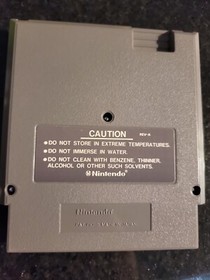 CAUTION
REV-A
●DO NOT STORE IN EXTREME TEMPERATURES.
●DO NOT IMMERSE IN WATER.
●DO NOT CLEAN WITH BENZENE, THINNER,
ALCOHOL OR OTHER SUCH SOLVENTS.
Nintendo
Nintendo